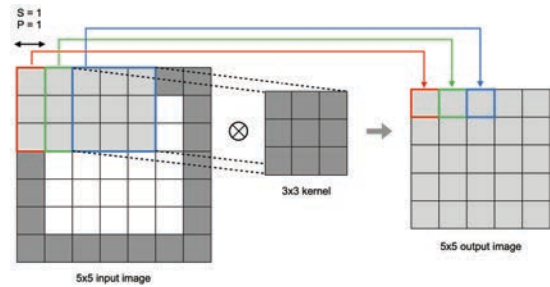 S = 1
P = 1
3x3 kernel
5x5 input image
5x5 output image